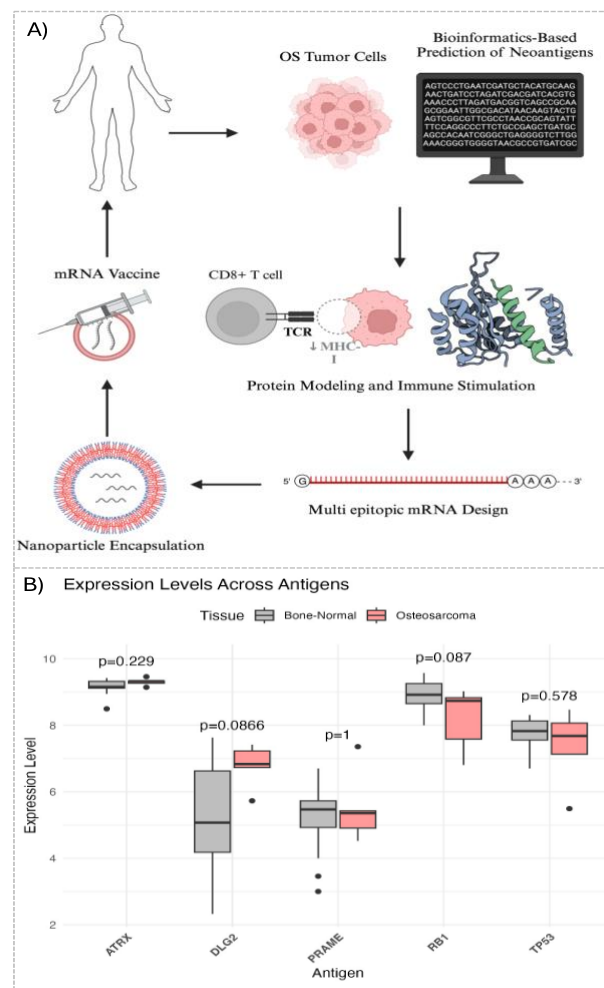 A)
OS Tumor Cells
Bioinformatics-Based
Prediction of Neoantigens
AGTCCCTGAATCGATGCTACATGCAAG
AACTGATCCTAGATCGACGATCACGTG
AAACCCTTAGATGACGGTCAGCCGCAA
GCGGAATTGGCGACATAACAAGTACTG
AGTCGGCGTTCGCCTAACCGCAGTATT
TTCCAGGCCCTTCTGCCGAGCTGATGC
AGCCACAATCGGGCTGAGGGGTCTTGG
AAACGGGTGGGGTAACGCCGTGATCGC
mRNA Vaccine
CD8+ T cell
TCR
↓ MHC-
I
Protein Modeling and Immune Stimulation
5' G A A A 3'
Multi epitopic mRNA Design
Nanoparticle Encapsulation
B) Expression Levels Across Antigens
Tissue Bone-Normal Osteosarcoma
Expression Level
10
8
6
4
2
p=0.229
p=0.0866
p=1
p=0.087
p=0.578
ATRX
DLG2
PRAME
RB1
TP53
Antigen